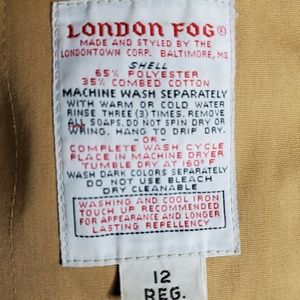 LONDON FOG®
MADE AND STYLED BY THE
LONDONTOWN CORP. BALTIMORE, MD.
SHELL
65% POLYESTER
35% COMBED COTTON
MACHINE WASH SEPARATELY
WITH WARM OR COLD WATER
RINSE THREE (3) TIMES. REMOVE
ALL SOAPS. DO NOT SPIN DRY OR
WRING. HANG TO DRIP DRY.
- OR -
COMPLETE WASH CYCLE
PLACE IN MACHINE DRYER
TUMBLE DRY AT 160°F
WASH DARK COLORS SEPARATELY
DO NOT USE BLEACH
DRY CLEANABLE
WASHING AND COOL IRON
TOUCH UP RECOMMENDED
FOR APPEARANCE AND LONGER
LASTING REPELLENCY
12
REG.